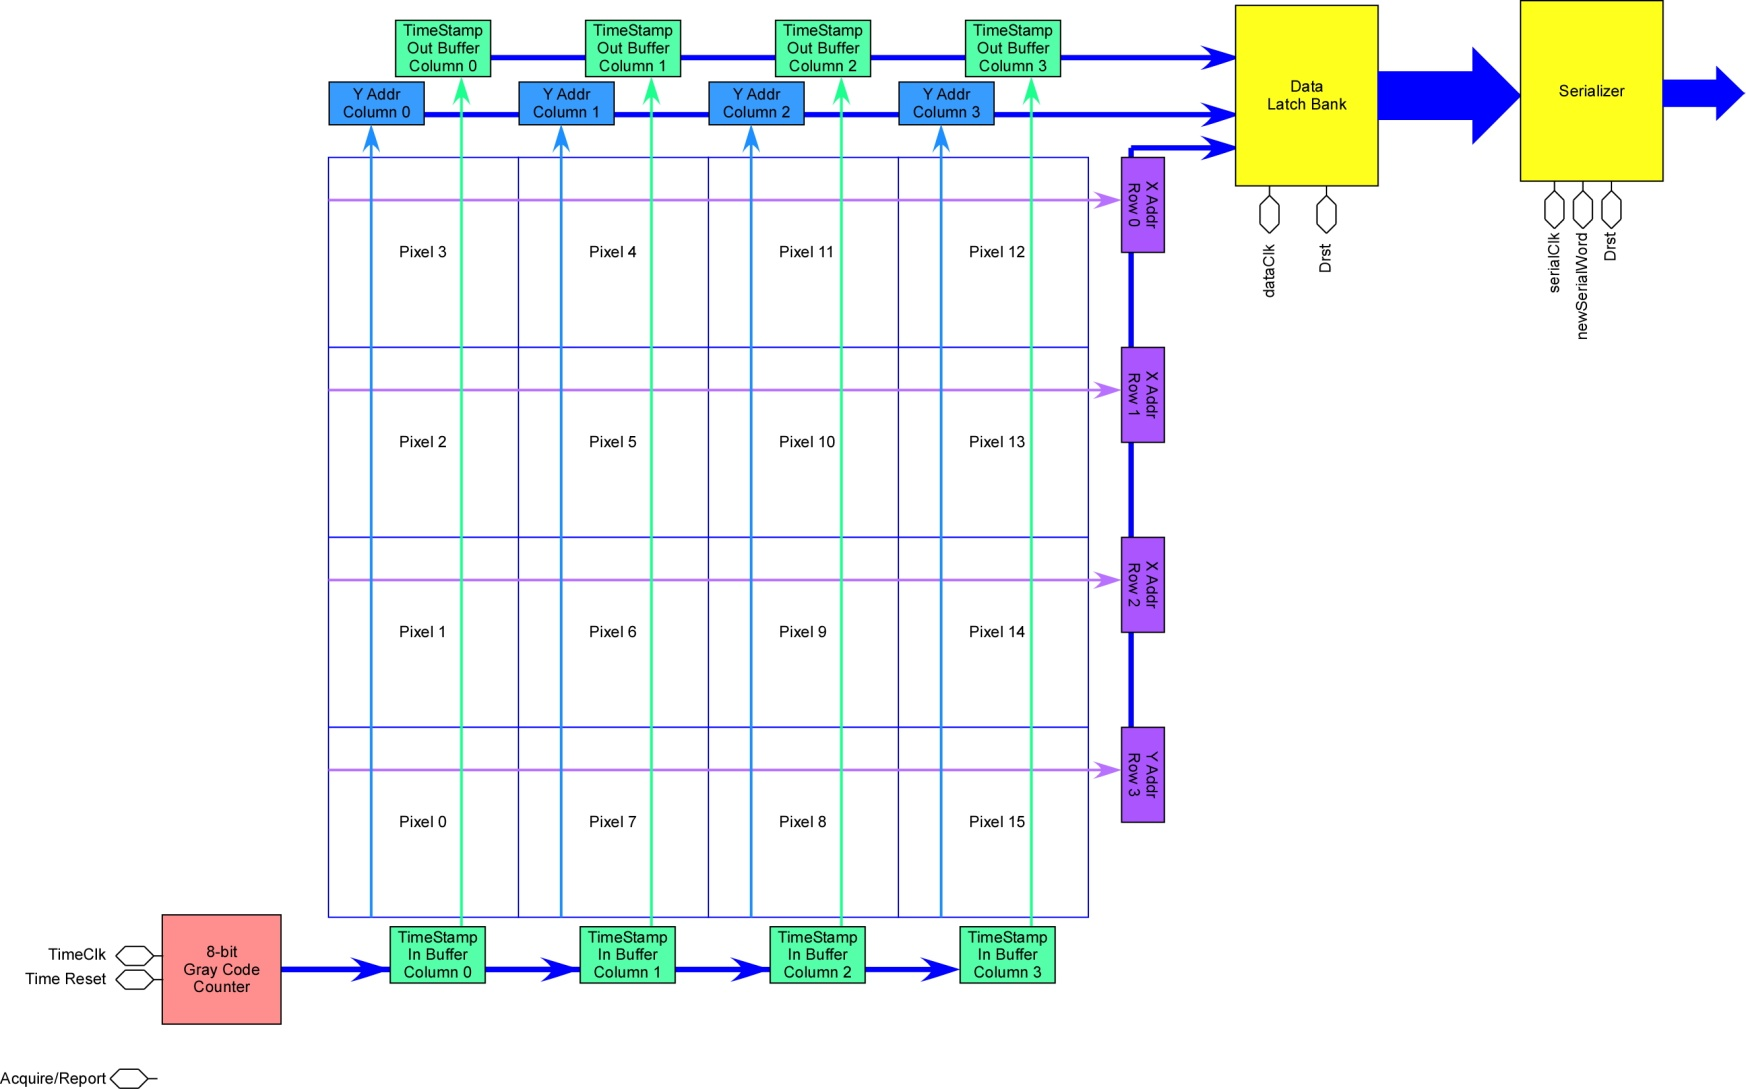 TimeStamp
Out Buffer
Column 0
TimeStamp
Out Buffer
Column 1
TimeStamp
Out Buffer
Column 2
TimeStamp
Out Buffer
Column 3
Y Addr
Column 0
Y Addr
Column 1
Y Addr
Column 2
Y Addr
Column 3
Data
Latch Bank
Serializer
dataClk
Drst
serialClk
newSerialWord
Drst
X Addr
Row 0
Pixel 3
Pixel 4
Pixel 11
Pixel 12
X Addr
Row 1
Pixel 2
Pixel 5
Pixel 10
Pixel 13
X Addr
Row 2
Pixel 1
Pixel 6
Pixel 9
Pixel 14
Y Addr
Row 3
Pixel 0
Pixel 7
Pixel 8
Pixel 15
TimeClk
Time Reset
8-bit
Gray Code
Counter
TimeStamp
In Buffer
Column 0
TimeStamp
In Buffer
Column 1
TimeStamp
In Buffer
Column 2
TimeStamp
In Buffer
Column 3
Acquire/Report